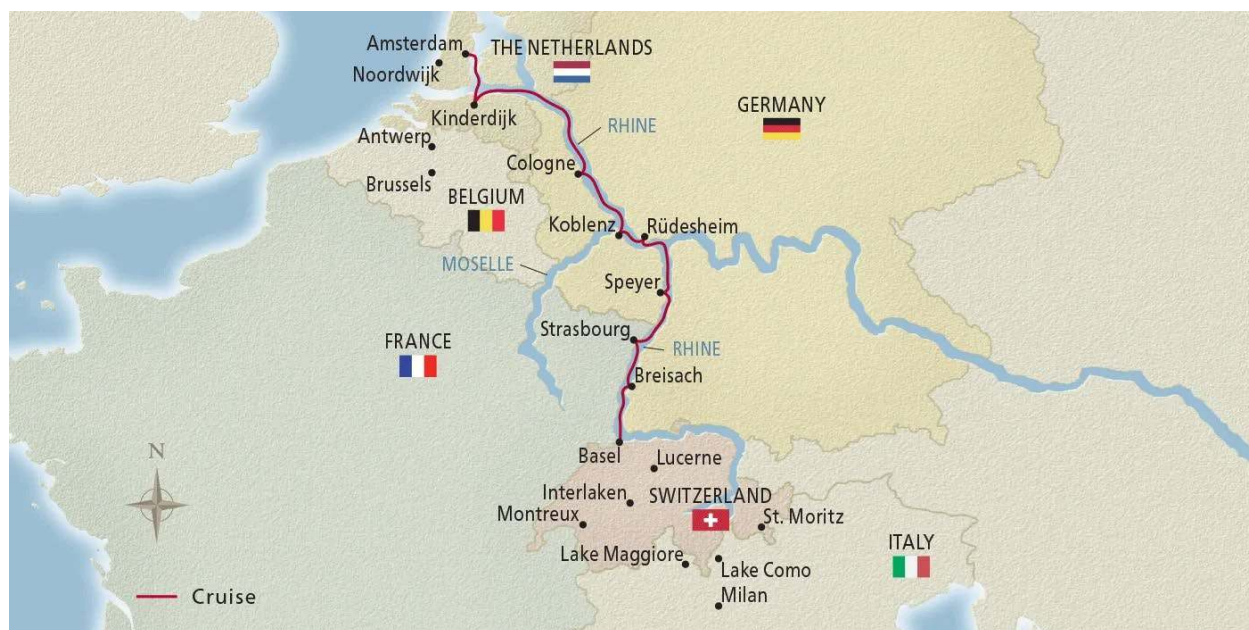 Amsterdam
THE NETHERLANDS
Noordwijk
GERMANY
Kinderdijk
RHINE
Antwerp
Cologne
Brussels
BELGIUM
Koblenz
Rüdesheim
MOSELLE
Speyer
Strasbourg
FRANCE
RHINE
Breisach
N
Basel
Lucerne
Interlaken
SWITZERLAND
Montreux
St. Moritz
ITALY
Lake Maggiore
Lake Como
Milan
Cruise